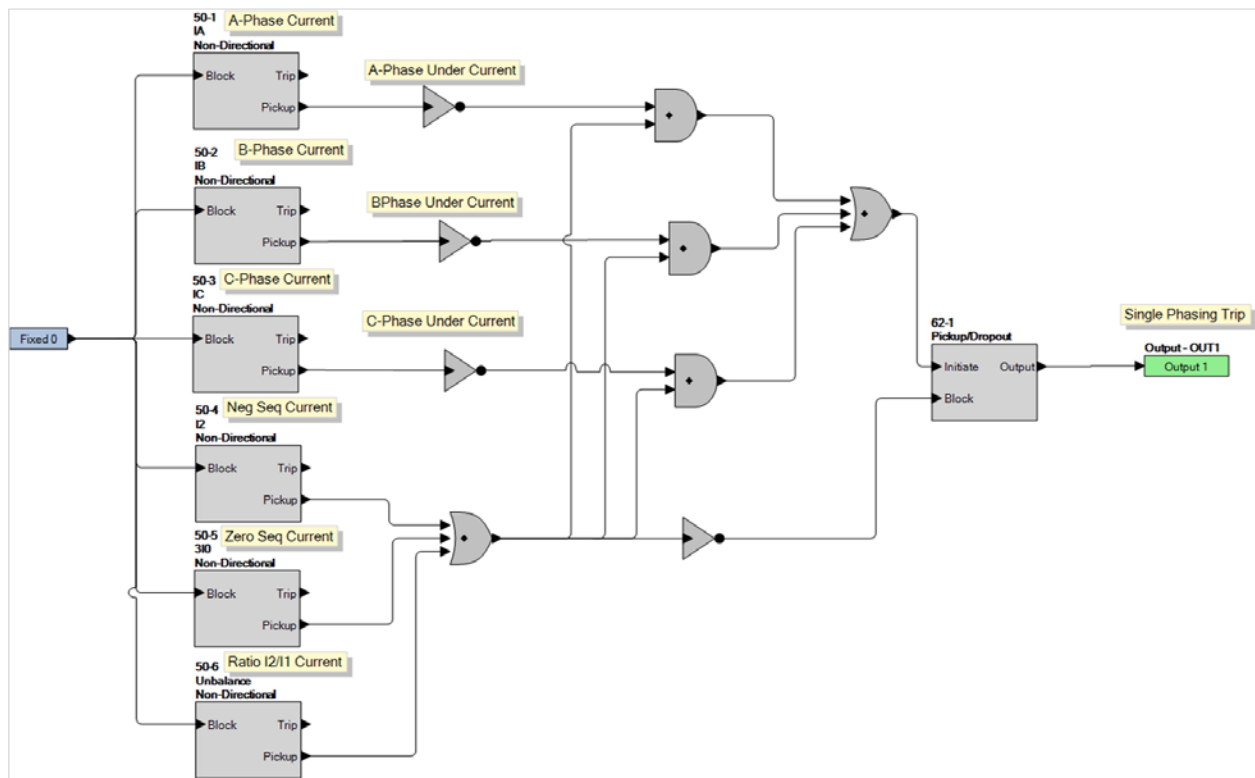 50-1
A-Phase Current
IA
Non-Directional
Block
Trip
Pickup
A-Phase Under Current
50-2
B-Phase Current
IB
Non-Directional
Block
Trip
Pickup
BPhase Under Current
50-3
C-Phase Current
IC
Non-Directional
Block
Trip
Pickup
C-Phase Under Current
Fixed 0
50-4
Neg Seq Current
I2
Non-Directional
Block
Trip
Pickup
50-5
Zero Seq Current
3I0
Non-Directional
Block
Trip
Pickup
50-6
Ratio I2/I1 Current
Unbalance
Non-Directional
Block
Trip
Pickup
62-1
Pickup/Dropout
Initiate
Output
Block
Single Phasing Trip
Output - OUT1
Output 1